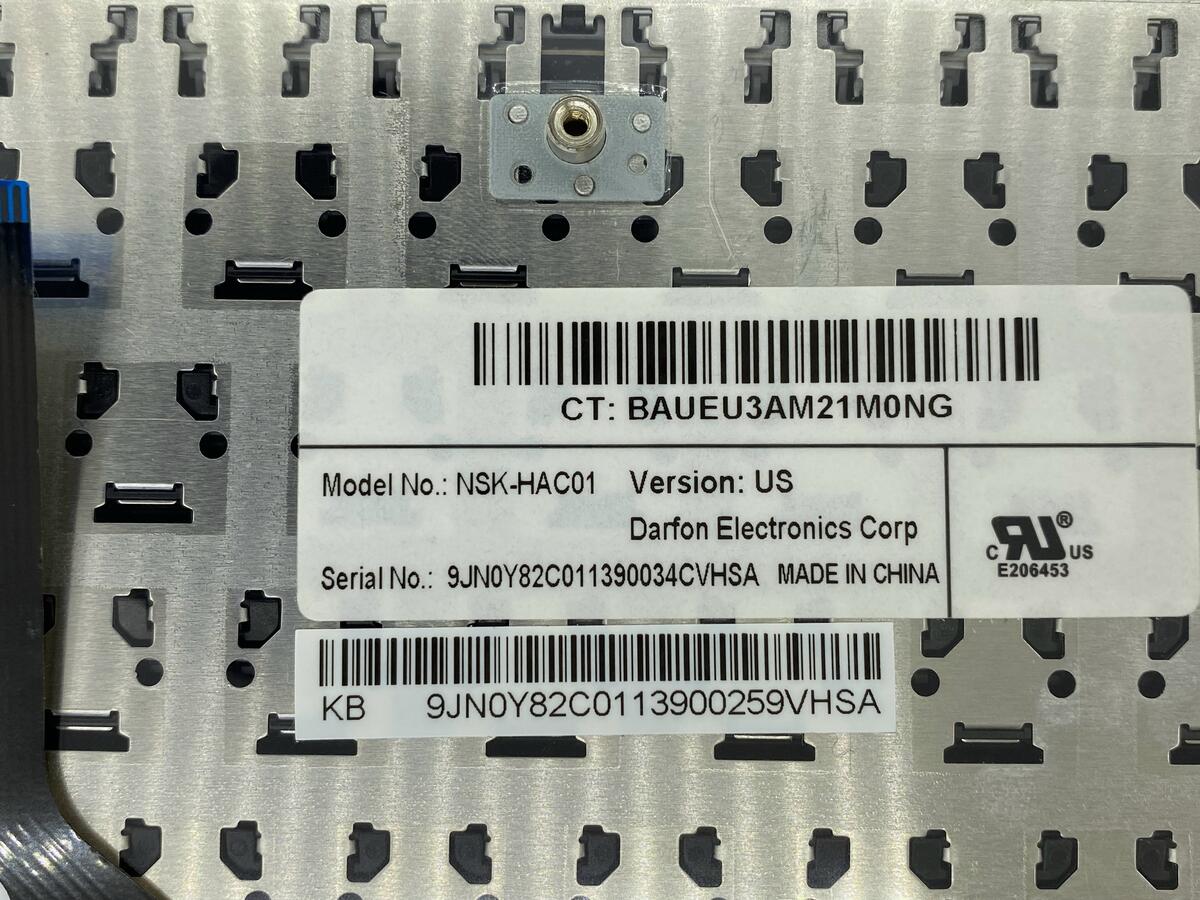 CT: BAUEU3AM21M0NG
Model No.: NSK-HAC01 Version: US
Darfon Electronics Corp
Serial No.: 9JN0Y82C011390034CVHSA MADE IN CHINA
C RU ® US
E206453
KB 9JN0Y82C0113900259VHSA